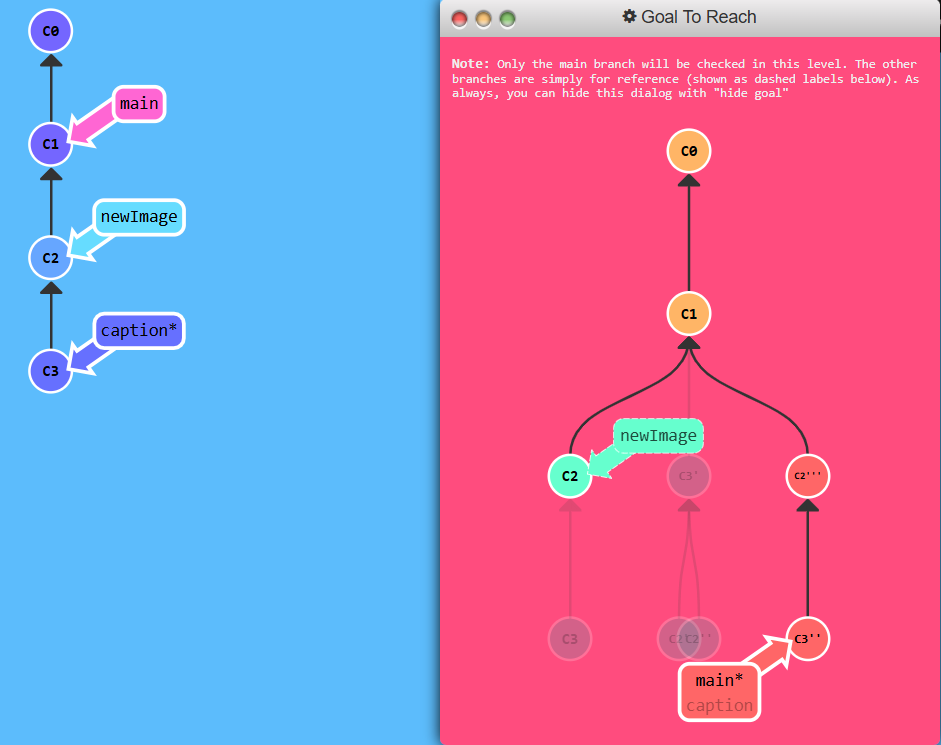 C0
main
C1
newImage
C2
caption*
C3
Goal To Reach
Note: Only the main branch will be checked in this level. The other
branches are simply for reference (shown as dashed labels below). As
always, you can hide this dialog with "hide goal"
C0
C1
newImage
C2
C3'
C2'''
C3
C2''
C3''
main*
caption